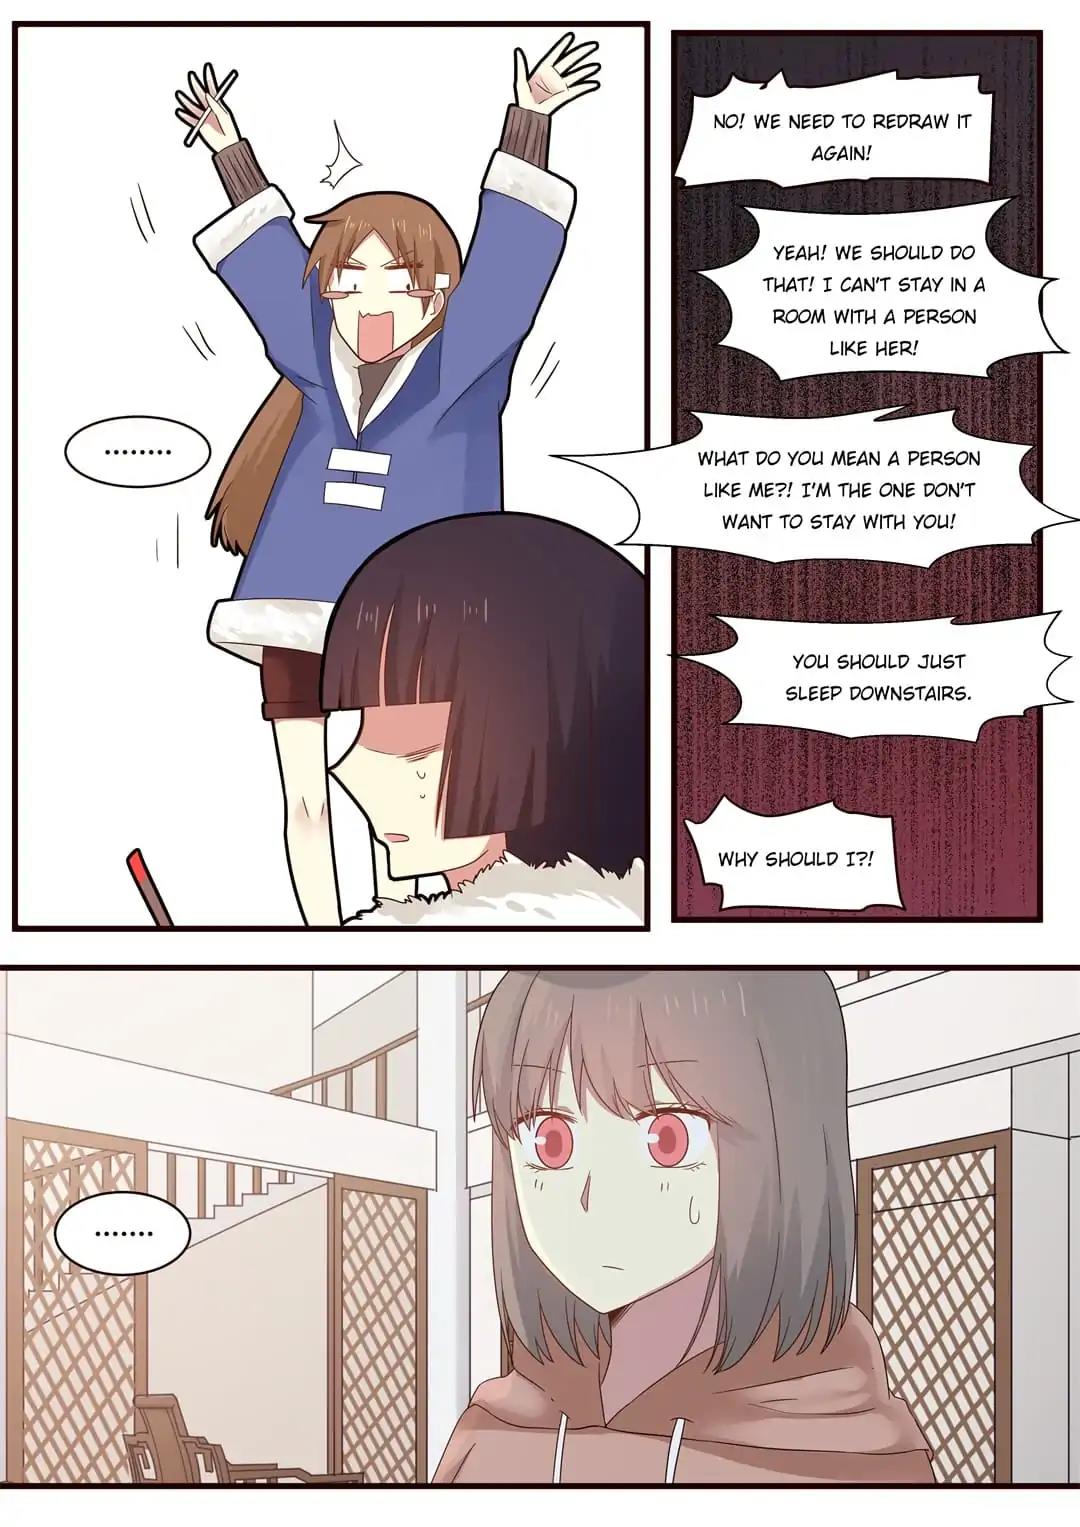 ........
NO! WE NEED TO REDRAW IT
AGAIN!
YEAH! WE SHOULD DO
THAT! I CAN'T STAY IN A
ROOM WITH A PERSON
LIKE HER!
WHAT DO YOU MEAN A PERSON
LIKE ME?! I'M THE ONE DON'T
WANT TO STAY WITH YOU!
YOU SHOULD JUST
SLEEP DOWNSTAIRS.
WHY SHOULD I?!
.......